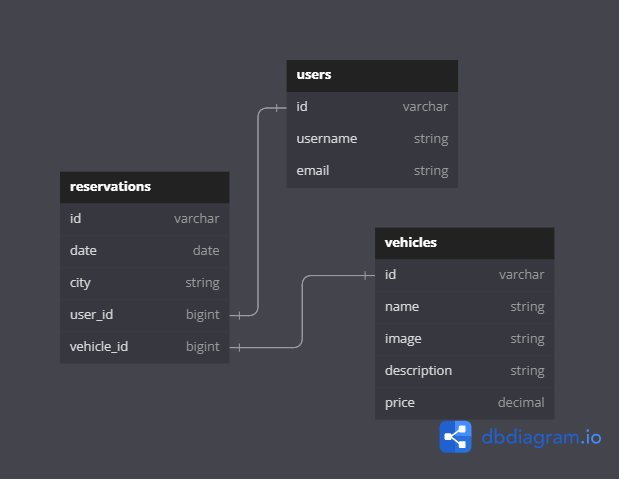 users
id varchar
username string
email string
reservations
id varchar
date date
city string
user_id bigint
vehicle_id bigint
vehicles
id varchar
name string
image string
description string
price decimal
dbdiagram.io